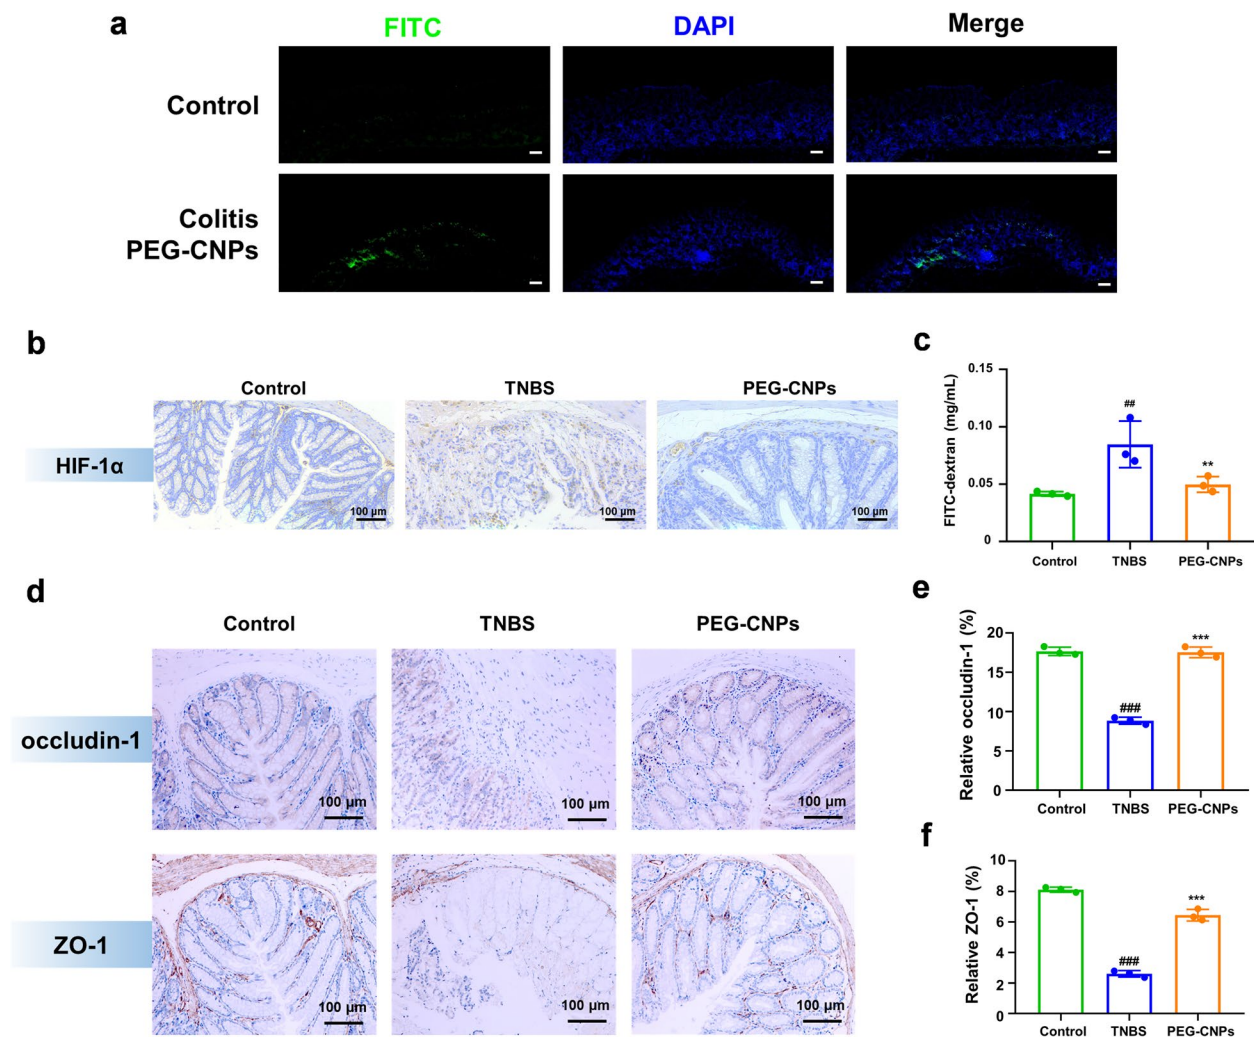 a
FITC
DAPI
Merge
Control
Colitis
PEG-CNPs
b
Control
TNBS
PEG-CNPs
HIF-1α
100 μm
100 μm
100 μm
c
FITC-dextran (mg/mL)
0.15
0.10
0.05
0
##
**
Control
TNBS
PEG-CNPs
d
Control
TNBS
PEG-CNPs
occludin-1
100 μm
100 μm
100 μm
ZO-1
100 μm
100 μm
100 μm
e
Relative occludin-1 (%)
20
15
10
5
0
###
***
Control
TNBS
PEG-CNPs
f
Relative ZO-1 (%)
10
8
6
4
2
0
###
***
Control
TNBS
PEG-CNPs